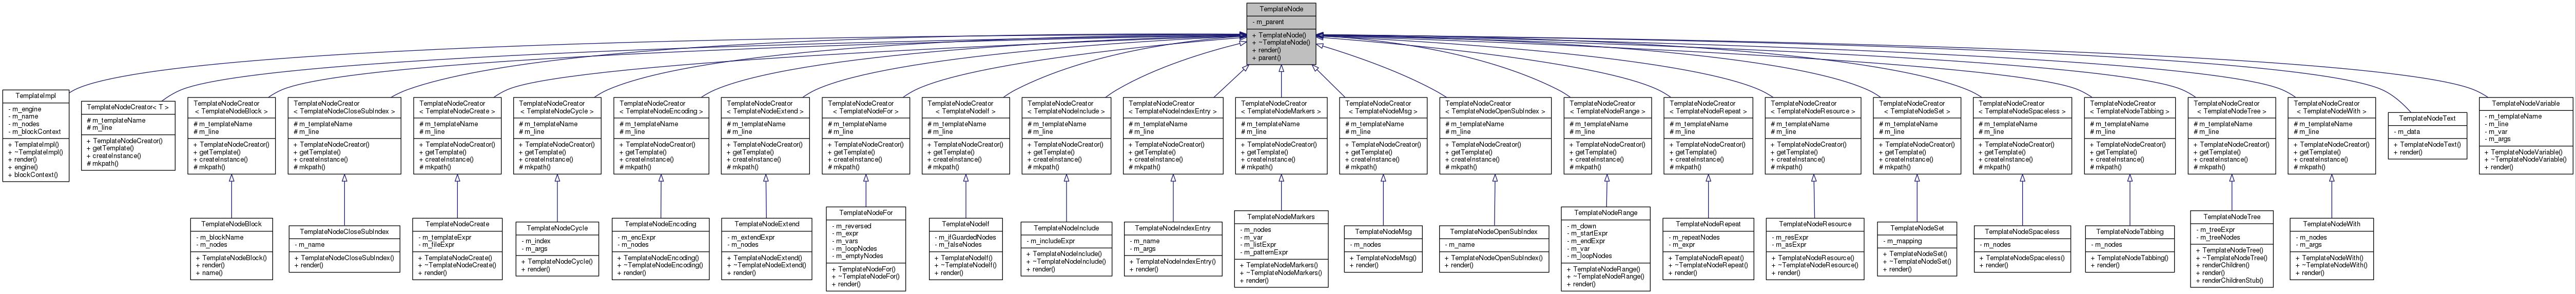 TemplateNode
- m_parent
+ TemplateNode()
+ ~TemplateNode()
+ render()
+ parent()
TemplateImpl
- m_engine
- m_name
- m_nodes
- m_blockContext
+ TemplateImpl()
+ ~TemplateImpl()
+ render()
+ engine()
+ blockContext()
TemplateNodeCreator< T >
# m_templateName
# m_line
+ TemplateNodeCreator()
+ getTemplate()
+ createInstance()
# mkpath()
TemplateNodeCreator
< TemplateNodeBlock >
# m_templateName
# m_line
+ TemplateNodeCreator()
+ getTemplate()
+ createInstance()
# mkpath()
TemplateNodeCreator
< TemplateNodeCloseSubIndex >
# m_templateName
# m_line
+ TemplateNodeCreator()
+ getTemplate()
+ createInstance()
# mkpath()
TemplateNodeCreator
< TemplateNodeCreate >
# m_templateName
# m_line
+ TemplateNodeCreator()
+ getTemplate()
+ createInstance()
# mkpath()
TemplateNodeCreator
< TemplateNodeCycle >
# m_templateName
# m_line
+ TemplateNodeCreator()
+ getTemplate()
+ createInstance()
# mkpath()
TemplateNodeCreator
< TemplateNodeEncoding >
# m_templateName
# m_line
+ TemplateNodeCreator()
+ getTemplate()
+ createInstance()
# mkpath()
TemplateNodeCreator
< TemplateNodeExtend >
# m_templateName
# m_line
+ TemplateNodeCreator()
+ getTemplate()
+ createInstance()
# mkpath()
TemplateNodeCreator
< TemplateNodeFor >
# m_templateName
# m_line
+ TemplateNodeCreator()
+ getTemplate()
+ createInstance()
# mkpath()
TemplateNodeCreator
< TemplateNodeIf >
# m_templateName
# m_line
+ TemplateNodeCreator()
+ getTemplate()
+ createInstance()
# mkpath()
TemplateNodeCreator
< TemplateNodeInclude >
# m_templateName
# m_line
+ TemplateNodeCreator()
+ getTemplate()
+ createInstance()
# mkpath()
TemplateNodeCreator
< TemplateNodeIndexEntry >
# m_templateName
# m_line
+ TemplateNodeCreator()
+ getTemplate()
+ createInstance()
# mkpath()
TemplateNodeCreator
< TemplateNodeMarkers >
# m_templateName
# m_line
+ TemplateNodeCreator()
+ getTemplate()
+ createInstance()
# mkpath()
TemplateNodeCreator
< TemplateNodeMsg >
# m_templateName
# m_line
+ TemplateNodeCreator()
+ getTemplate()
+ createInstance()
# mkpath()
TemplateNodeCreator
< TemplateNodeOpenSubIndex >
# m_templateName
# m_line
+ TemplateNodeCreator()
+ getTemplate()
+ createInstance()
# mkpath()
TemplateNodeCreator
< TemplateNodeRange >
# m_templateName
# m_line
+ TemplateNodeCreator()
+ getTemplate()
+ createInstance()
# mkpath()
TemplateNodeCreator
< TemplateNodeRepeat >
# m_templateName
# m_line
+ TemplateNodeCreator()
+ getTemplate()
+ createInstance()
# mkpath()
TemplateNodeCreator
< TemplateNodeResource >
# m_templateName
# m_line
+ TemplateNodeCreator()
+ getTemplate()
+ createInstance()
# mkpath()
TemplateNodeCreator
< TemplateNodeSet >
# m_templateName
# m_line
+ TemplateNodeCreator()
+ getTemplate()
+ createInstance()
# mkpath()
TemplateNodeCreator
< TemplateNodeSpaceless >
# m_templateName
# m_line
+ TemplateNodeCreator()
+ getTemplate()
+ createInstance()
# mkpath()
TemplateNodeCreator
< TemplateNodeTabbing >
# m_templateName
# m_line
+ TemplateNodeCreator()
+ getTemplate()
+ createInstance()
# mkpath()
TemplateNodeCreator
< TemplateNodeTree >
# m_templateName
# m_line
+ TemplateNodeCreator()
+ getTemplate()
+ createInstance()
# mkpath()
TemplateNodeCreator
< TemplateNodeWith >
# m_templateName
# m_line
+ TemplateNodeCreator()
+ getTemplate()
+ createInstance()
# mkpath()
TemplateNodeText
- m_data
+ TemplateNodeText()
+ render()
TemplateNodeVariable
- m_templateName
- m_line
- m_var
- m_args
+ TemplateNodeVariable()
+ ~TemplateNodeVariable()
+ render()
TemplateNodeBlock
- m_blockName
- m_nodes
+ TemplateNodeBlock()
+ render()
+ name()
TemplateNodeCloseSubIndex
- m_name
+ TemplateNodeCloseSubIndex()
+ render()
TemplateNodeCreate
- m_templateExpr
- m_fileExpr
+ TemplateNodeCreate()
+ ~TemplateNodeCreate()
+ render()
TemplateNodeCycle
- m_index
- m_args
+ TemplateNodeCycle()
+ render()
TemplateNodeEncoding
- m_encExpr
- m_nodes
+ TemplateNodeEncoding()
+ ~TemplateNodeEncoding()
+ render()
TemplateNodeExtend
- m_extendExpr
- m_nodes
+ TemplateNodeExtend()
+ ~TemplateNodeExtend()
+ render()
TemplateNodeFor
- m_reversed
- m_expr
- m_vars
- m_loopNodes
- m_emptyNodes
+ TemplateNodeFor()
+ ~TemplateNodeFor()
+ render()
TemplateNodeIf
- m_ifGuardedNodes
- m_falseNodes
+ TemplateNodeIf()
+ ~TemplateNodeIf()
+ render()
TemplateNodeInclude
- m_includeExpr
+ TemplateNodeInclude()
+ ~TemplateNodeInclude()
+ render()
TemplateNodeIndexEntry
- m_name
- m_args
+ TemplateNodeIndexEntry()
+ render()
TemplateNodeMarkers
- m_nodes
- m_var
- m_listExpr
- m_patternExpr
+ TemplateNodeMarkers()
+ ~TemplateNodeMarkers()
+ render()
TemplateNodeMsg
- m_nodes
+ TemplateNodeMsg()
+ render()
TemplateNodeOpenSubIndex
- m_name
+ TemplateNodeOpenSubIndex()
+ render()
TemplateNodeRange
- m_down
- m_startExpr
- m_endExpr
- m_var
- m_loopNodes
+ TemplateNodeRange()
+ ~TemplateNodeRange()
+ render()
TemplateNodeRepeat
- m_repeatNodes
- m_expr
+ TemplateNodeRepeat()
+ ~TemplateNodeRepeat()
+ render()
TemplateNodeResource
- m_resExpr
- m_asExpr
+ TemplateNodeResource()
+ ~TemplateNodeResource()
+ render()
TemplateNodeSet
- m_mapping
+ TemplateNodeSet()
+ ~TemplateNodeSet()
+ render()
TemplateNodeSpaceless
- m_nodes
+ TemplateNodeSpaceless()
+ render()
TemplateNodeTabbing
- m_nodes
+ TemplateNodeTabbing()
+ render()
TemplateNodeTree
- m_treeExpr
- m_treeNodes
+ TemplateNodeTree()
+ ~TemplateNodeTree()
+ renderChildren()
+ render()
+ renderChildrenStub()
TemplateNodeWith
- m_nodes
- m_args
+ TemplateNodeWith()
+ ~TemplateNodeWith()
+ render()